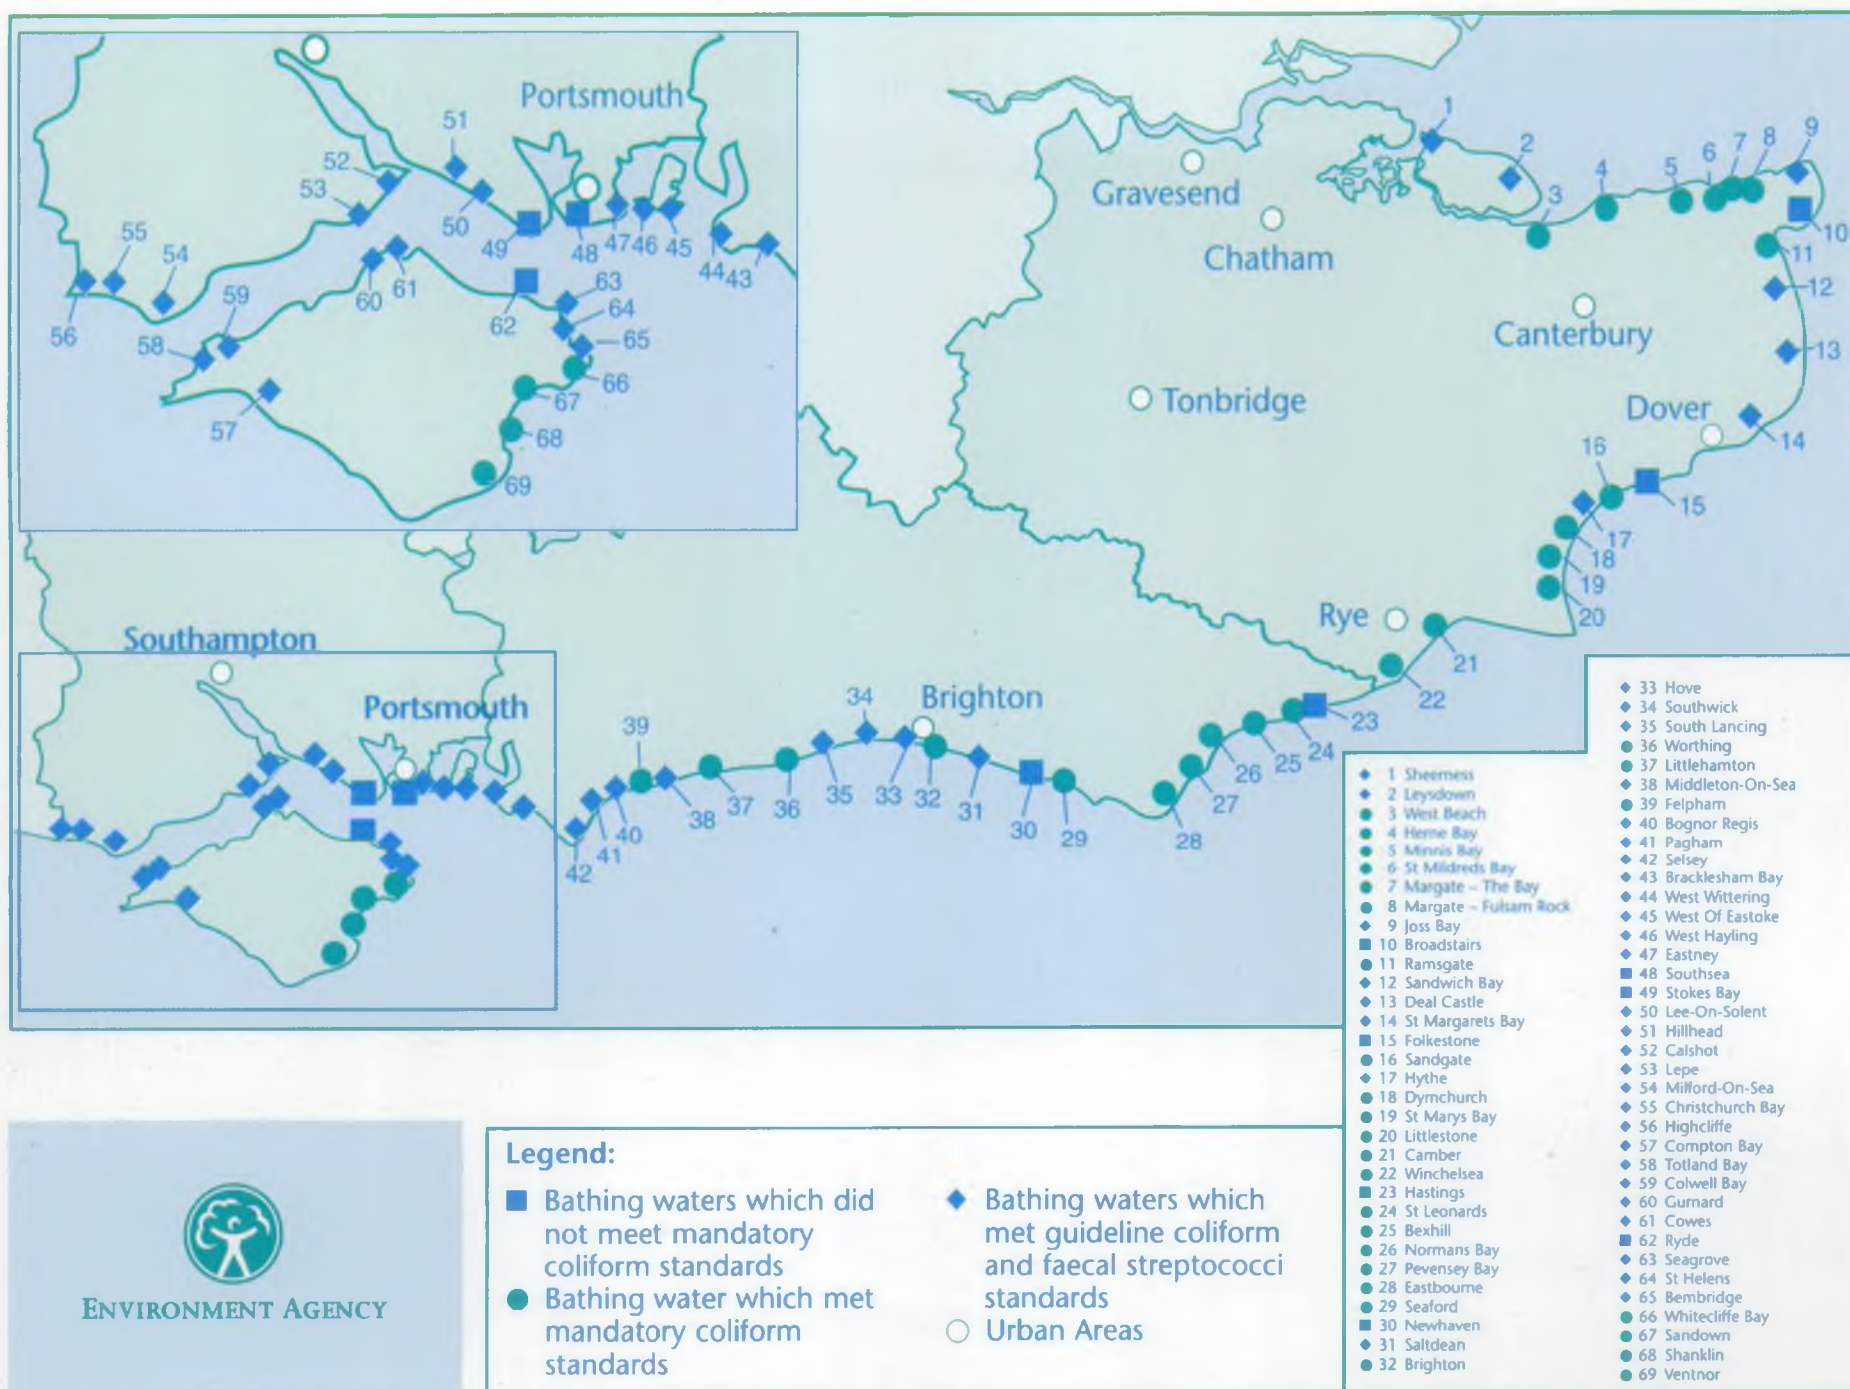 Portsmouth
51
52
53
50
49
48
47
46
45
44
43
55
54
56
59
60
61
58
57
62
63
64
65
66
67
68
69
1
2
3
4
5
6
7
8
9
10
11
12
13
14
Gravesend
Chatham
Canterbury
Tonbridge
Dover
16
15
17
18
19
20
Rye
21
22
Southampton
Portsmouth
Brighton
34
39
42
41
40
38
37
36
35
33
32
31
30
29
28
27
26
25
24
23
1 Sheerness
2 Leysdown
3 West Beach
4 Herne Bay
5 Minnis Bay
6 St Mildreds Bay
7 Margate – The Bay
8 Margate – Fulsam Rock
9 Joss Bay
10 Broadstairs
11 Ramsgate
12 Sandwich Bay
13 Deal Castle
14 St Margarets Bay
15 Folkestone
16 Sandgate
17 Hythe
18 Dymchurch
19 St Marys Bay
20 Littlestone
21 Camber
22 Winchelsea
23 Hastings
24 St Leonards
25 Bexhill
26 Normans Bay
27 Pevensey Bay
28 Eastbourne
29 Seaford
30 Newhaven
31 Saltdean
32 Brighton
33 Hove
34 Southwick
35 South Lancing
36 Worthing
37 Littlehamton
38 Middleton-On-Sea
39 Felpham
40 Bognor Regis
41 Pagham
42 Selsey
43 Bracklesham Bay
44 West Wittering
45 West Of Eastoke
46 West Hayling
47 Eastney
48 Southsea
49 Stokes Bay
50 Lee-On-Solent
51 Hillhead
52 Calshot
53 Lepe
54 Milford-On-Sea
55 Christchurch Bay
56 Highcliffe
57 Compton Bay
58 Totland Bay
59 Colwell Bay
60 Gurnard
61 Cowes
62 Ryde
63 Seagrove
64 St Helens
65 Bembridge
66 Whitecliffe Bay
67 Sandown
68 Shanklin
69 Ventnor
ENVIRONMENT AGENCY
Legend:
Bathing waters which did
not meet mandatory
coliform standards
Bathing water which met
mandatory coliform
standards
Bathing waters which
met guideline coliform
and faecal streptococci
standards
Urban Areas